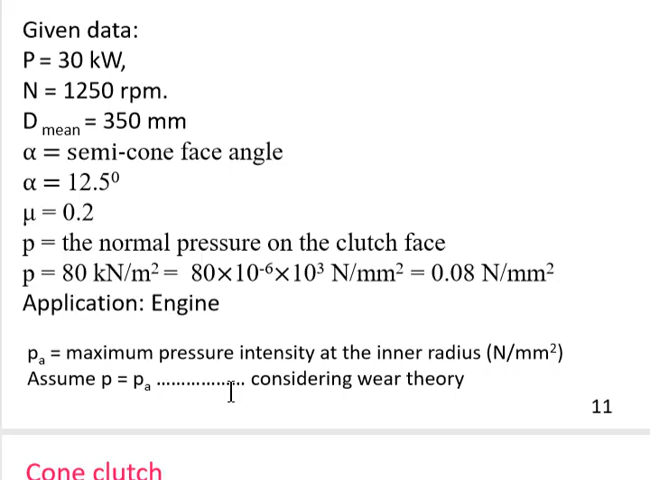 Given data:
P = 30 kW,
N = 1250 rpm.
D mean = 350 mm
α = semi-cone face angle
α = 12.5⁰
μ = 0.2
p = the normal pressure on the clutch face
p = 80 kN/m² = 80×10⁻⁶×10³ N/mm² = 0.08 N/mm²
Application: Engine
pₐ = maximum pressure intensity at the inner radius (N/mm²)
Assume p = pₐ ................. considering wear theory
11
Cone clutch